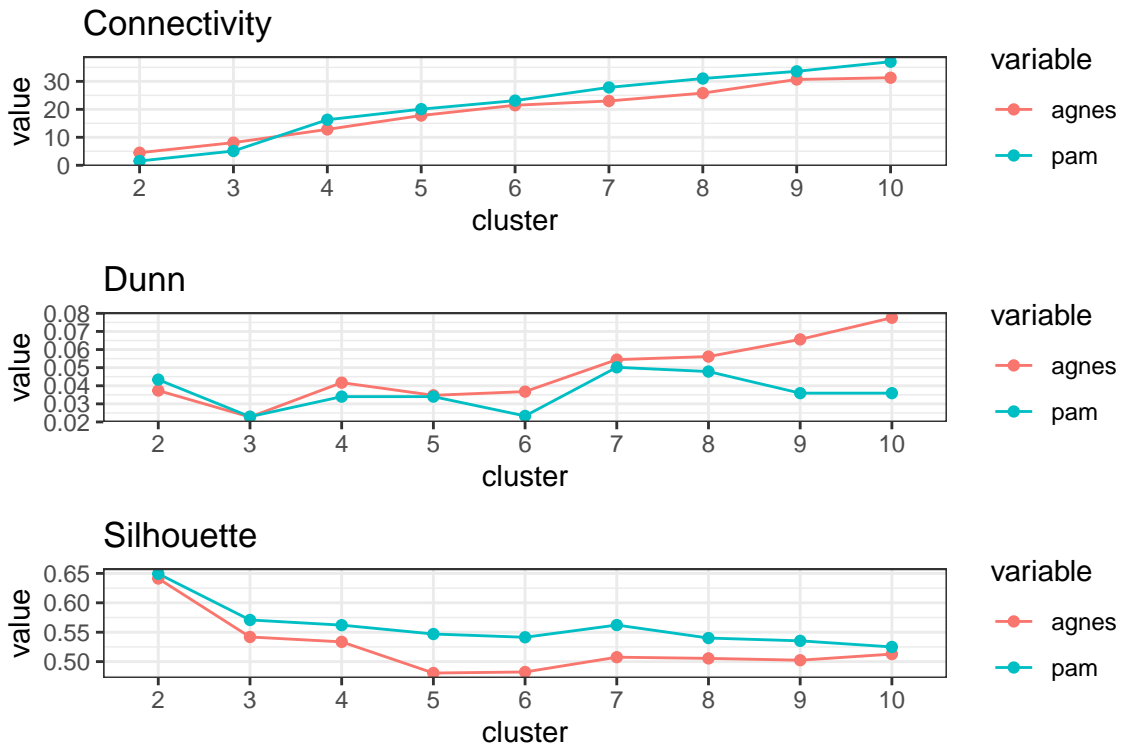 Connectivity
value
30
20
10
0
2 3 4 5 6 7 8 9 10
cluster
variable
agnes
pam
Dunn
value
0.08
0.07
0.06
0.05
0.04
0.03
0.02
2 3 4 5 6 7 8 9 10
cluster
variable
agnes
pam
Silhouette
value
0.65
0.60
0.55
0.50
2 3 4 5 6 7 8 9 10
cluster
variable
agnes
pam